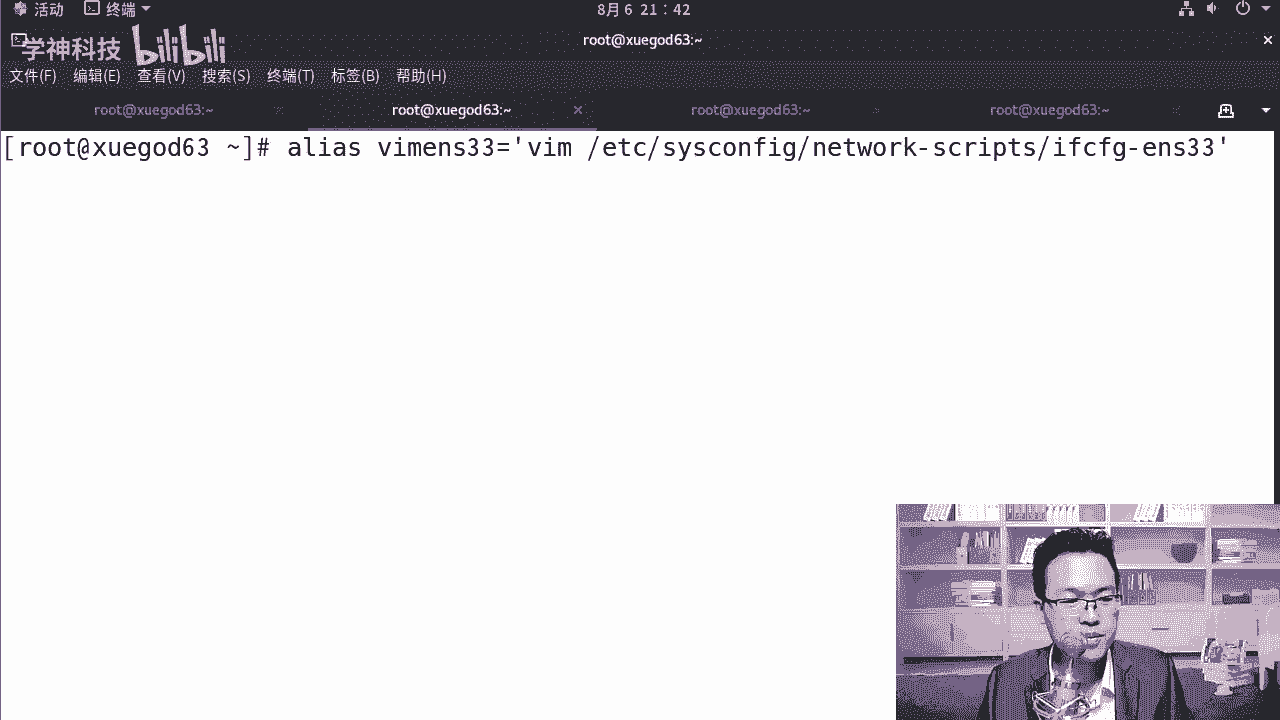 活动 终端 8月 6 21：42
学神科技 bilibili
root@xuegod63:~ ×
文件(F) 编辑(E) 查看(V) 搜索(S) 终端(T) 标签(B) 帮助(H)
root@xuegod63:~ × root@xuegod63:~ × root@xuegod63:~ × root@xuegod63:~ ×
[root@xuegod63 ~]# alias vimens33='vim /etc/sysconfig/network-scripts/ifcfg-ens33'